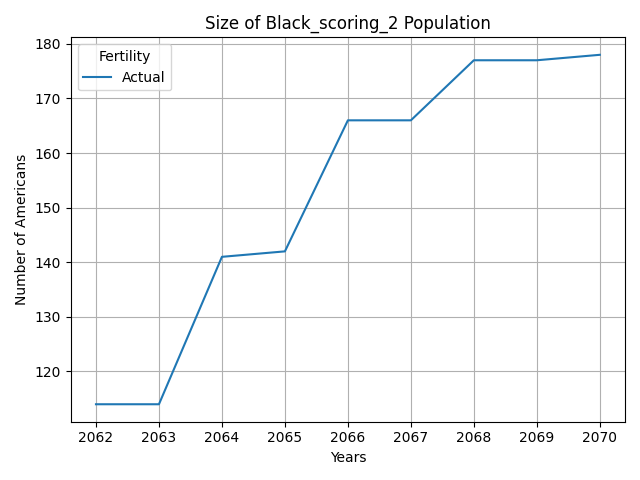 Size of Black_scoring_2 Population
Fertility
Actual
Number of Americans
180
170
160
150
140
130
120
2062 2063 2064 2065 2066 2067 2068 2069 2070
Years